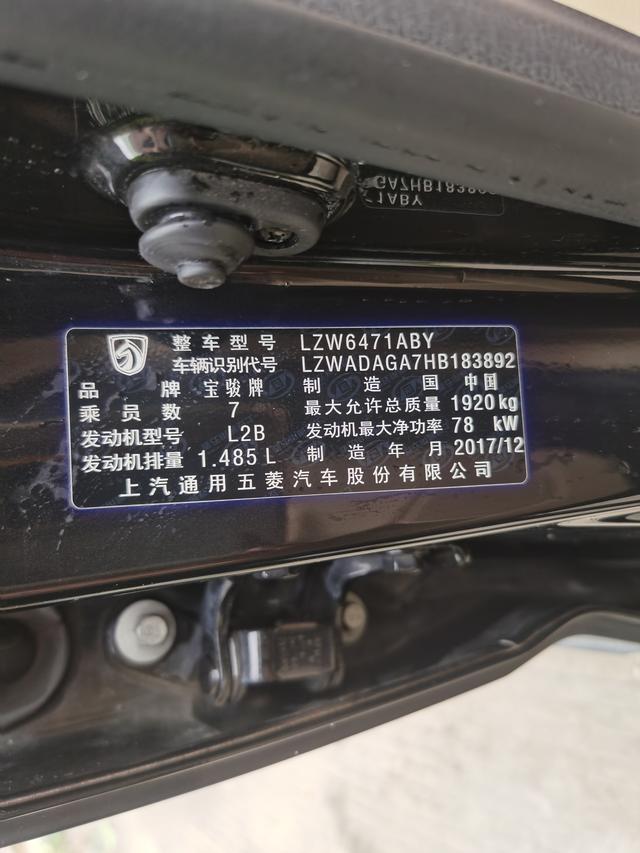 整车型号 LZW6471ABY
车辆识别代号 LZWADAGA7HB183892
品牌 宝骏牌 制造国 中国
乘员数 7 最大允许总质量 1920kg
发动机型号 L2B 发动机最大净功率 78 kW
发动机排量 1.485L 制造年月 2017/12
上汽通用五菱汽车股份有限公司